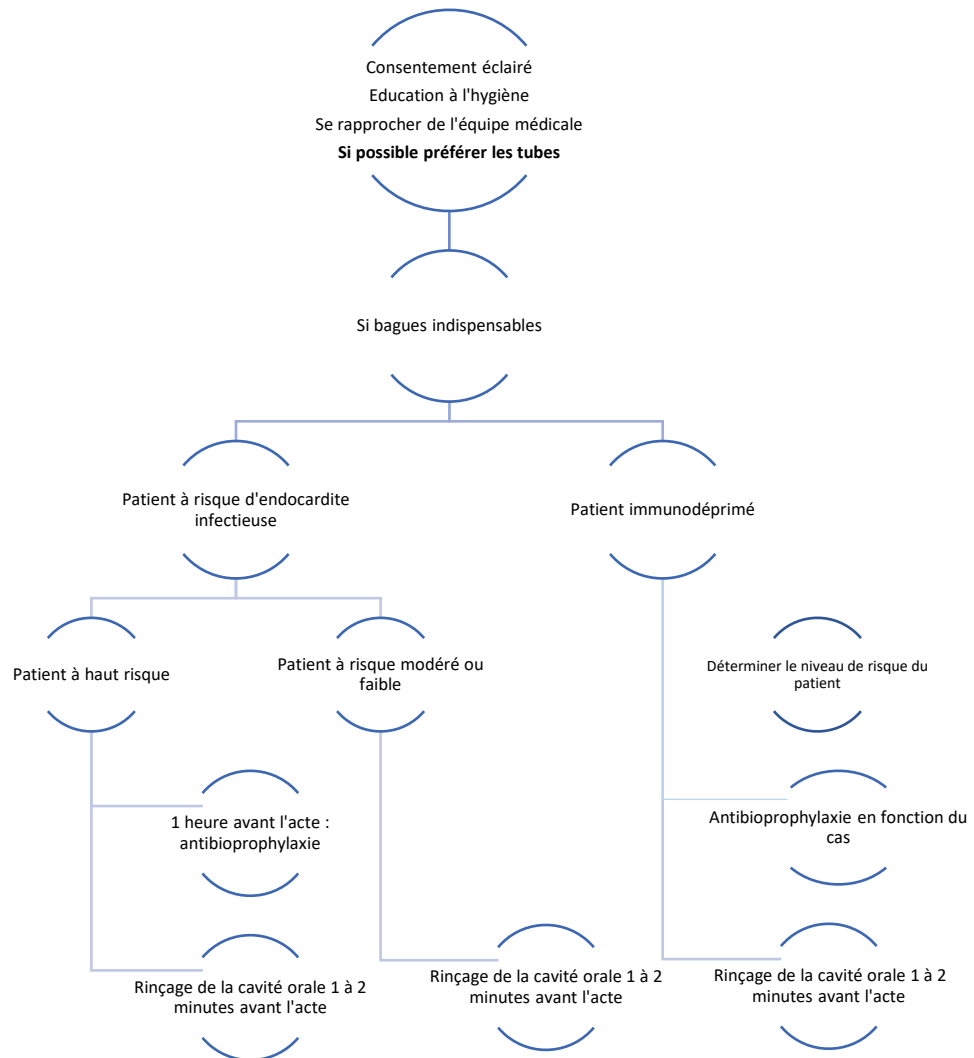 Consentement éclairé
Education à l'hygiène
Se rapprocher de l'équipe médicale
Si possible préférer les tubes
Si bagues indispensables
Patient à risque d'endocardite
infectieuse
Patient immunodéprimé
Patient à haut risque
Patient à risque modéré ou
faible
Déterminer le niveau de risque du
patient
1 heure avant l'acte :
antibioprophylaxie
Antibioprophylaxie en fonction du
cas
Rinçage de la cavité orale 1 à 2
minutes avant l'acte
Rinçage de la cavité orale 1 à 2
minutes avant l'acte
Rinçage de la cavité orale 1 à 2
minutes avant l'acte